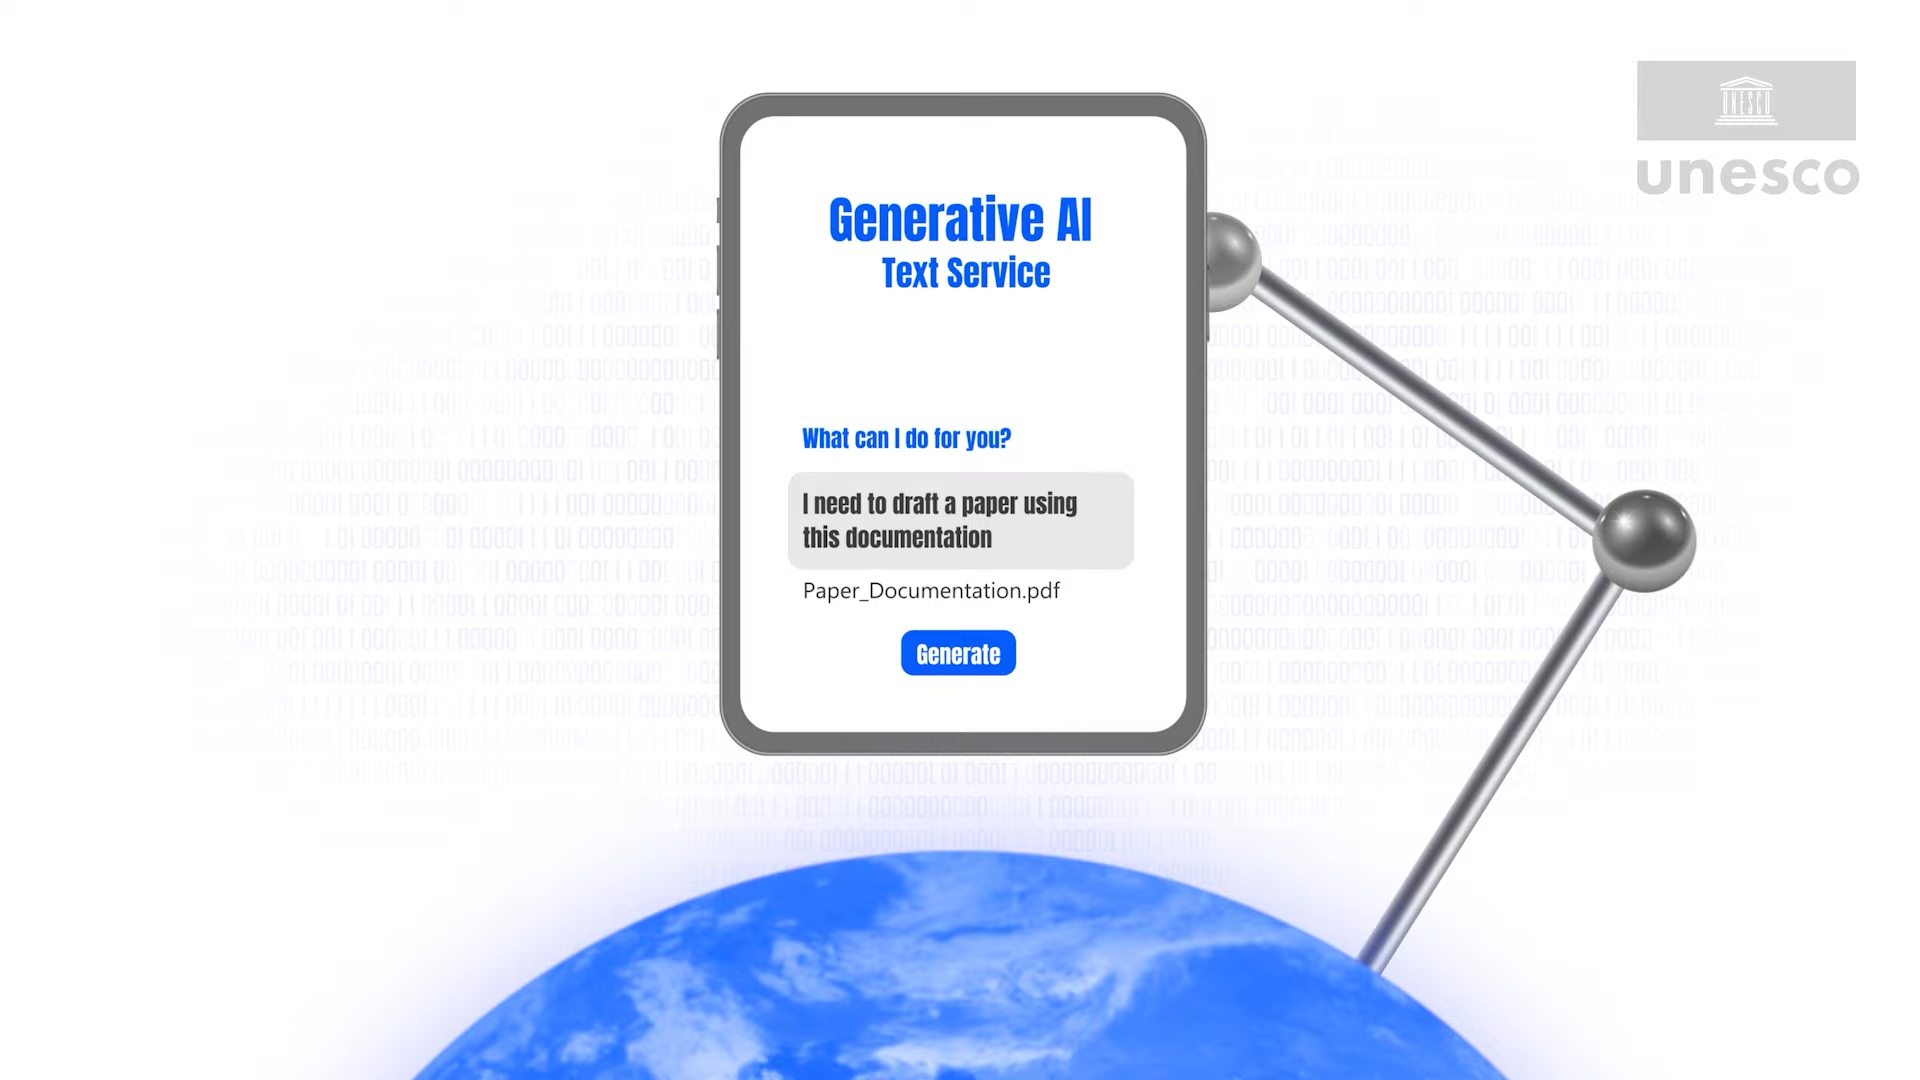 UNESCO
unesco
Generative AI
Text Service
What can I do for you?
I need to draft a paper using
this documentation
Paper_Documentation.pdf
Generate